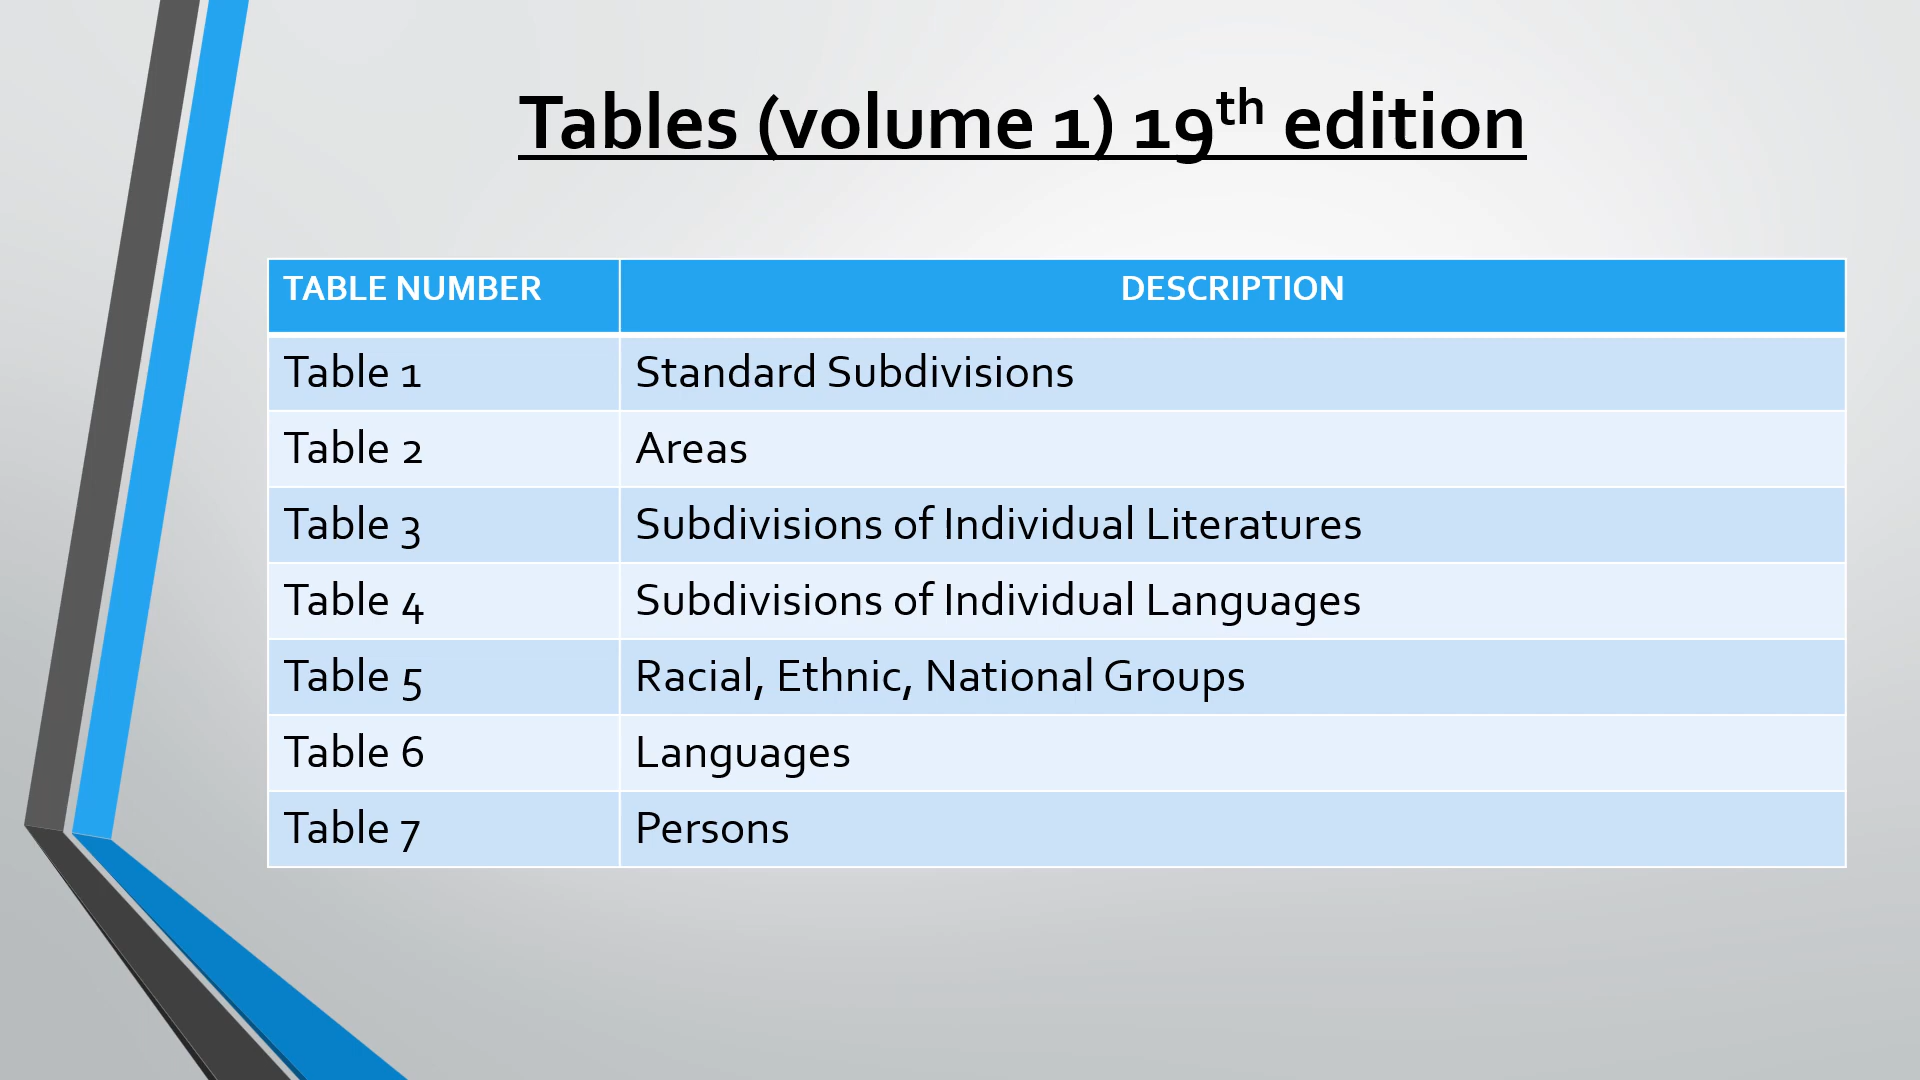 Tables (volume 1) 19th edition
TABLE NUMBER DESCRIPTION
Table 1 Standard Subdivisions
Table 2 Areas
Table 3 Subdivisions of Individual Literatures
Table 4 Subdivisions of Individual Languages
Table 5 Racial, Ethnic, National Groups
Table 6 Languages
Table 7 Persons